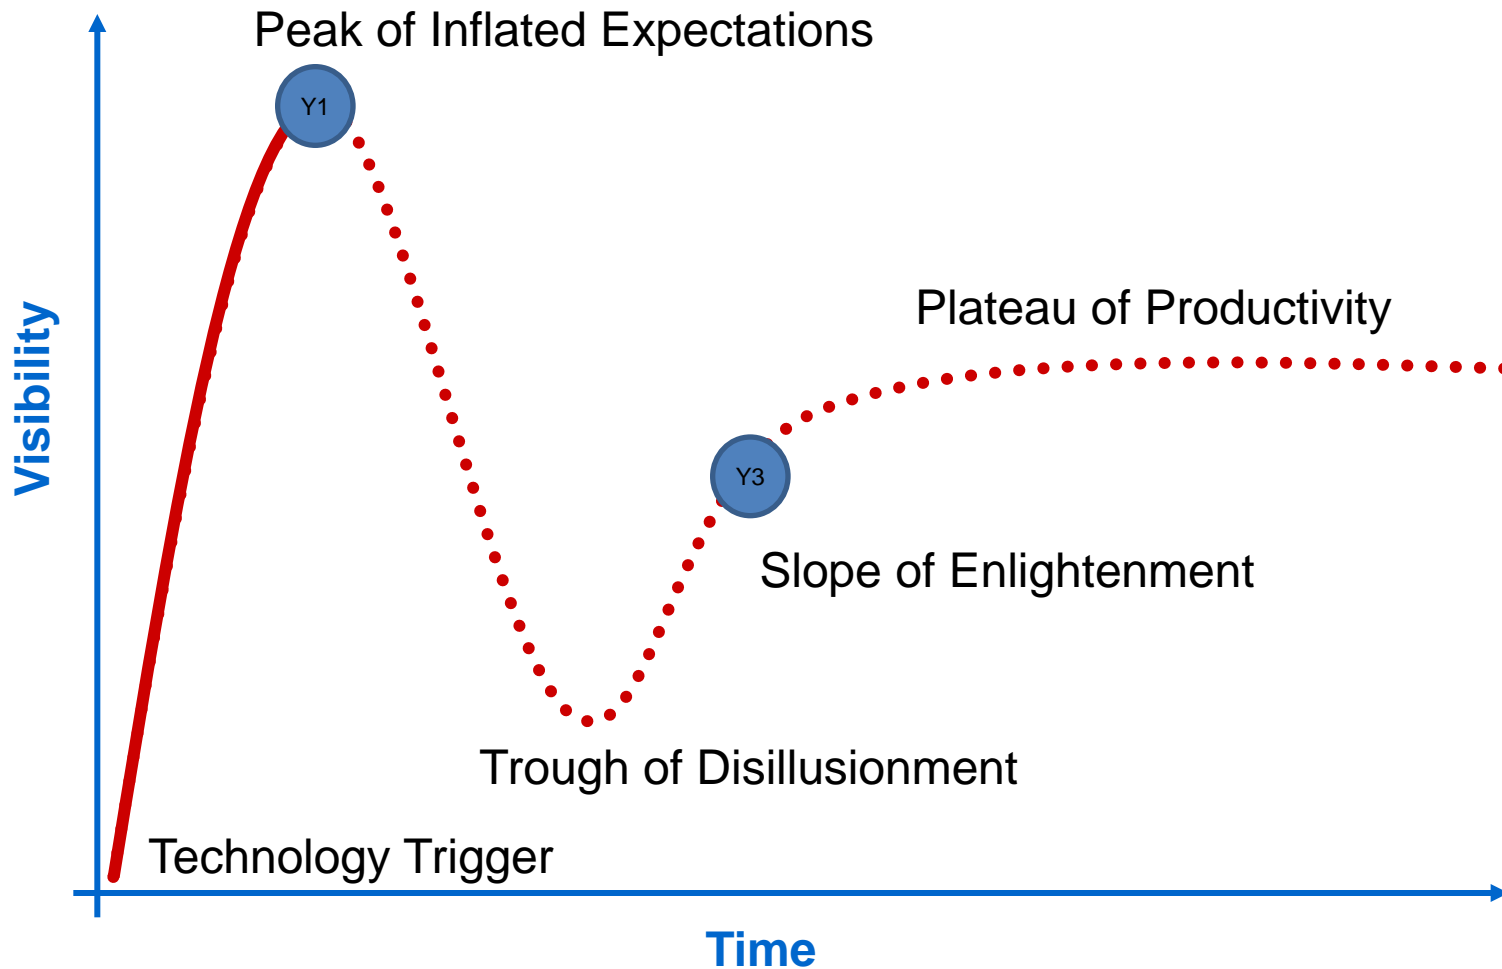 Peak of Inflated Expectations
Y1
Visibility
Plateau of Productivity
Y3
Slope of Enlightenment
Trough of Disillusionment
Technology Trigger
Time